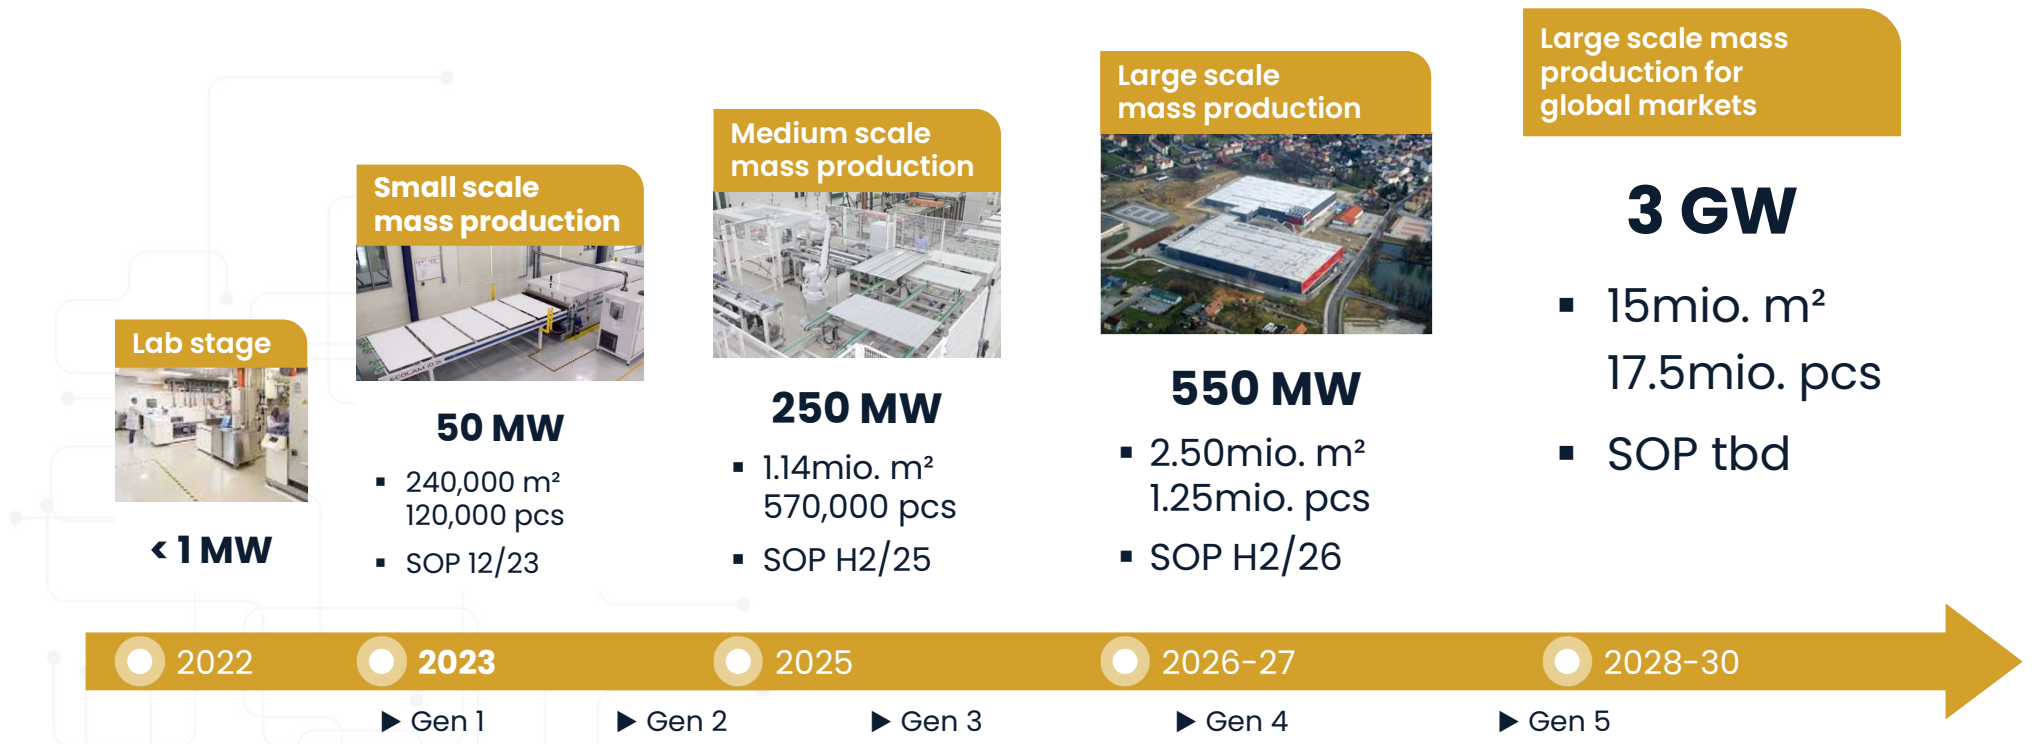 Lab stage
< 1 MW
Small scale
mass production
ECOLAM 10
50 MW
▪ 240,000 m²
120,000 pcs
▪ SOP 12/23
Medium scale
mass production
250 MW
▪ 1.14mio. m²
570,000 pcs
▪ SOP H2/25
Large scale
mass production
550 MW
▪ 2.50mio. m²
1.25mio. pcs
▪ SOP H2/26
Large scale mass
production for
global markets
3 GW
▪ 15mio. m²
17.5mio. pcs
▪ SOP tbd
2022
2023
2025
2026-27
2028-30
▶ Gen 1
▶ Gen 2
▶ Gen 3
▶ Gen 4
▶ Gen 5